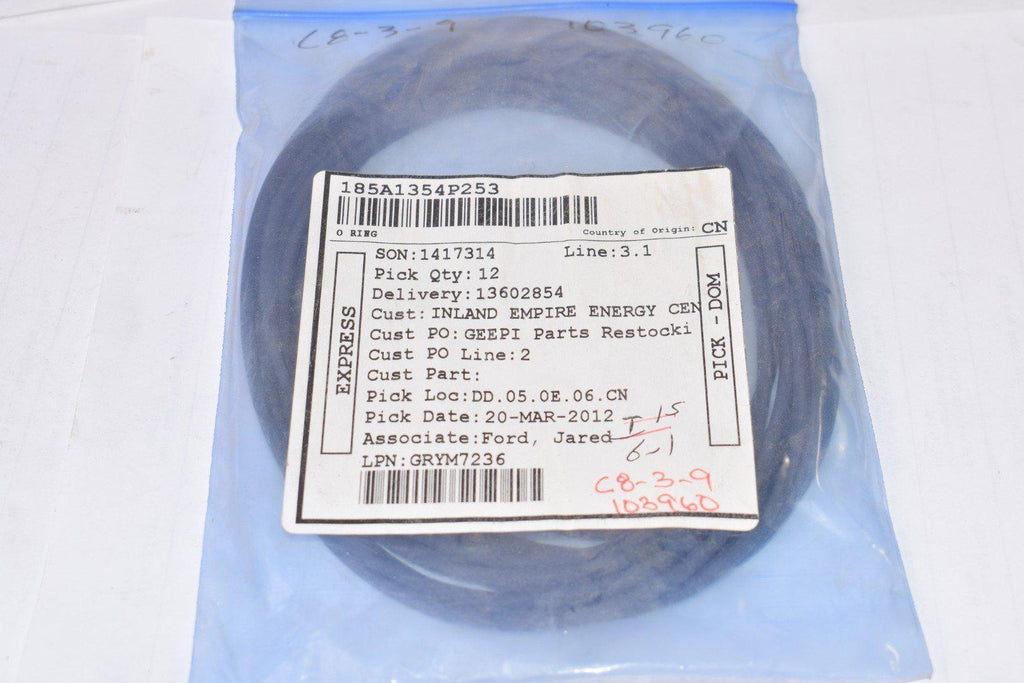 C8-3-9 103960
185A1354P253
O RING Country of Origin: CN
SON:1417314 Line:3.1
Pick Qty:12
Delivery:13602854
Cust:INLAND EMPIRE ENERGY CEN
Cust PO:GEEPI Parts Restocki
Cust PO Line:2
Cust Part:
Pick Loc:DD.05.0E.06.CN
Pick Date:20-MAR-2012
T-15
Associate:Ford, Jared
6-1
LPN:GRYM7236
EXPRESS
PICK - DOM
C8-3-9
103960